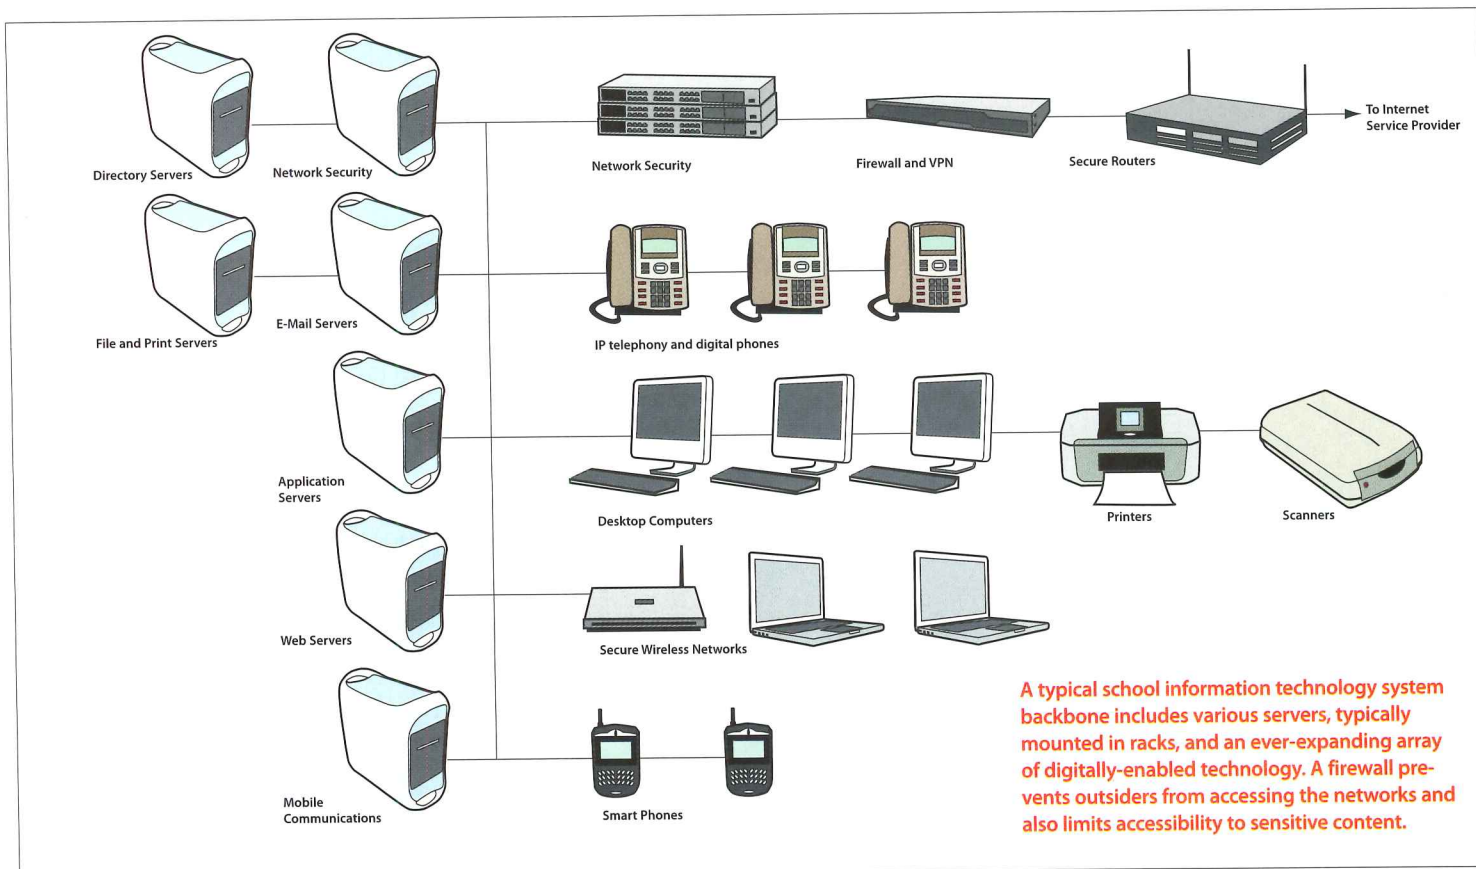 To Internet
Service Provider
Directory Servers
Network Security
Network Security
Firewall and VPN
Secure Routers
File and Print Servers
E-Mail Servers
IP telephony and digital phones
Application
Servers
Desktop Computers
Printers
Scanners
Web Servers
Secure Wireless Networks
Mobile
Communications
Smart Phones
A typical school information technology system
backbone includes various servers, typically
mounted in racks, and an ever-expanding array
of digitally-enabled technology. A firewall pre-
vents outsiders from accessing the networks and
also limits accessibility to sensitive content.